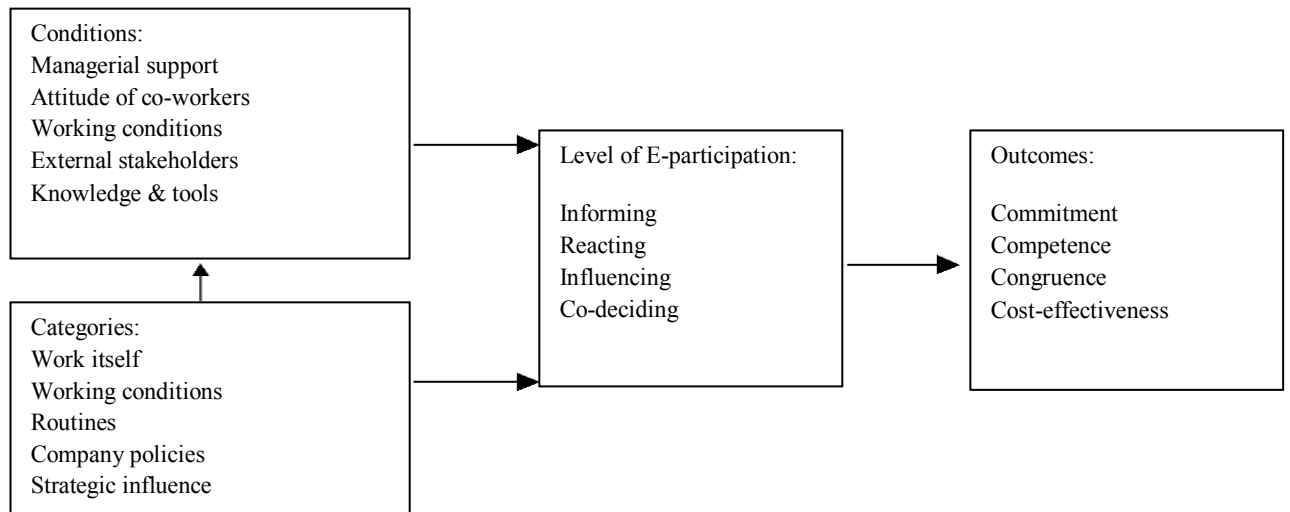 Conditions:
Managerial support
Attitude of co-workers
Working conditions
External stakeholders
Knowledge & tools
Categories:
Work itself
Working conditions
Routines
Company policies
Strategic influence
Level of E-participation:
Informing
Reacting
Influencing
Co-deciding
Outcomes:
Commitment
Competence
Congruence
Cost-effectiveness